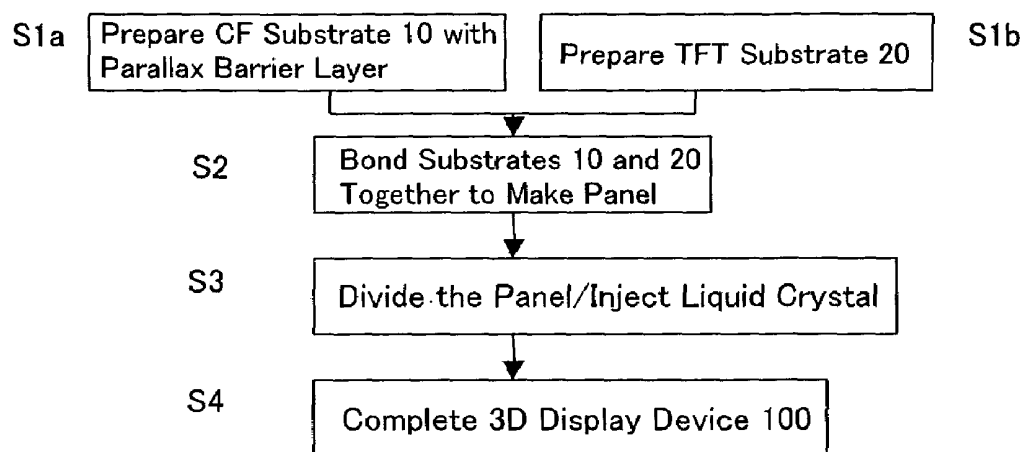 S1a
Prepare CF Substrate 10 with
Parallax Barrier Layer
Prepare TFT Substrate 20
S1b
S2
Bond Substrates 10 and 20
Together to Make Panel
S3
Divide the Panel/Inject Liquid Crystal
S4
Complete 3D Display Device 100